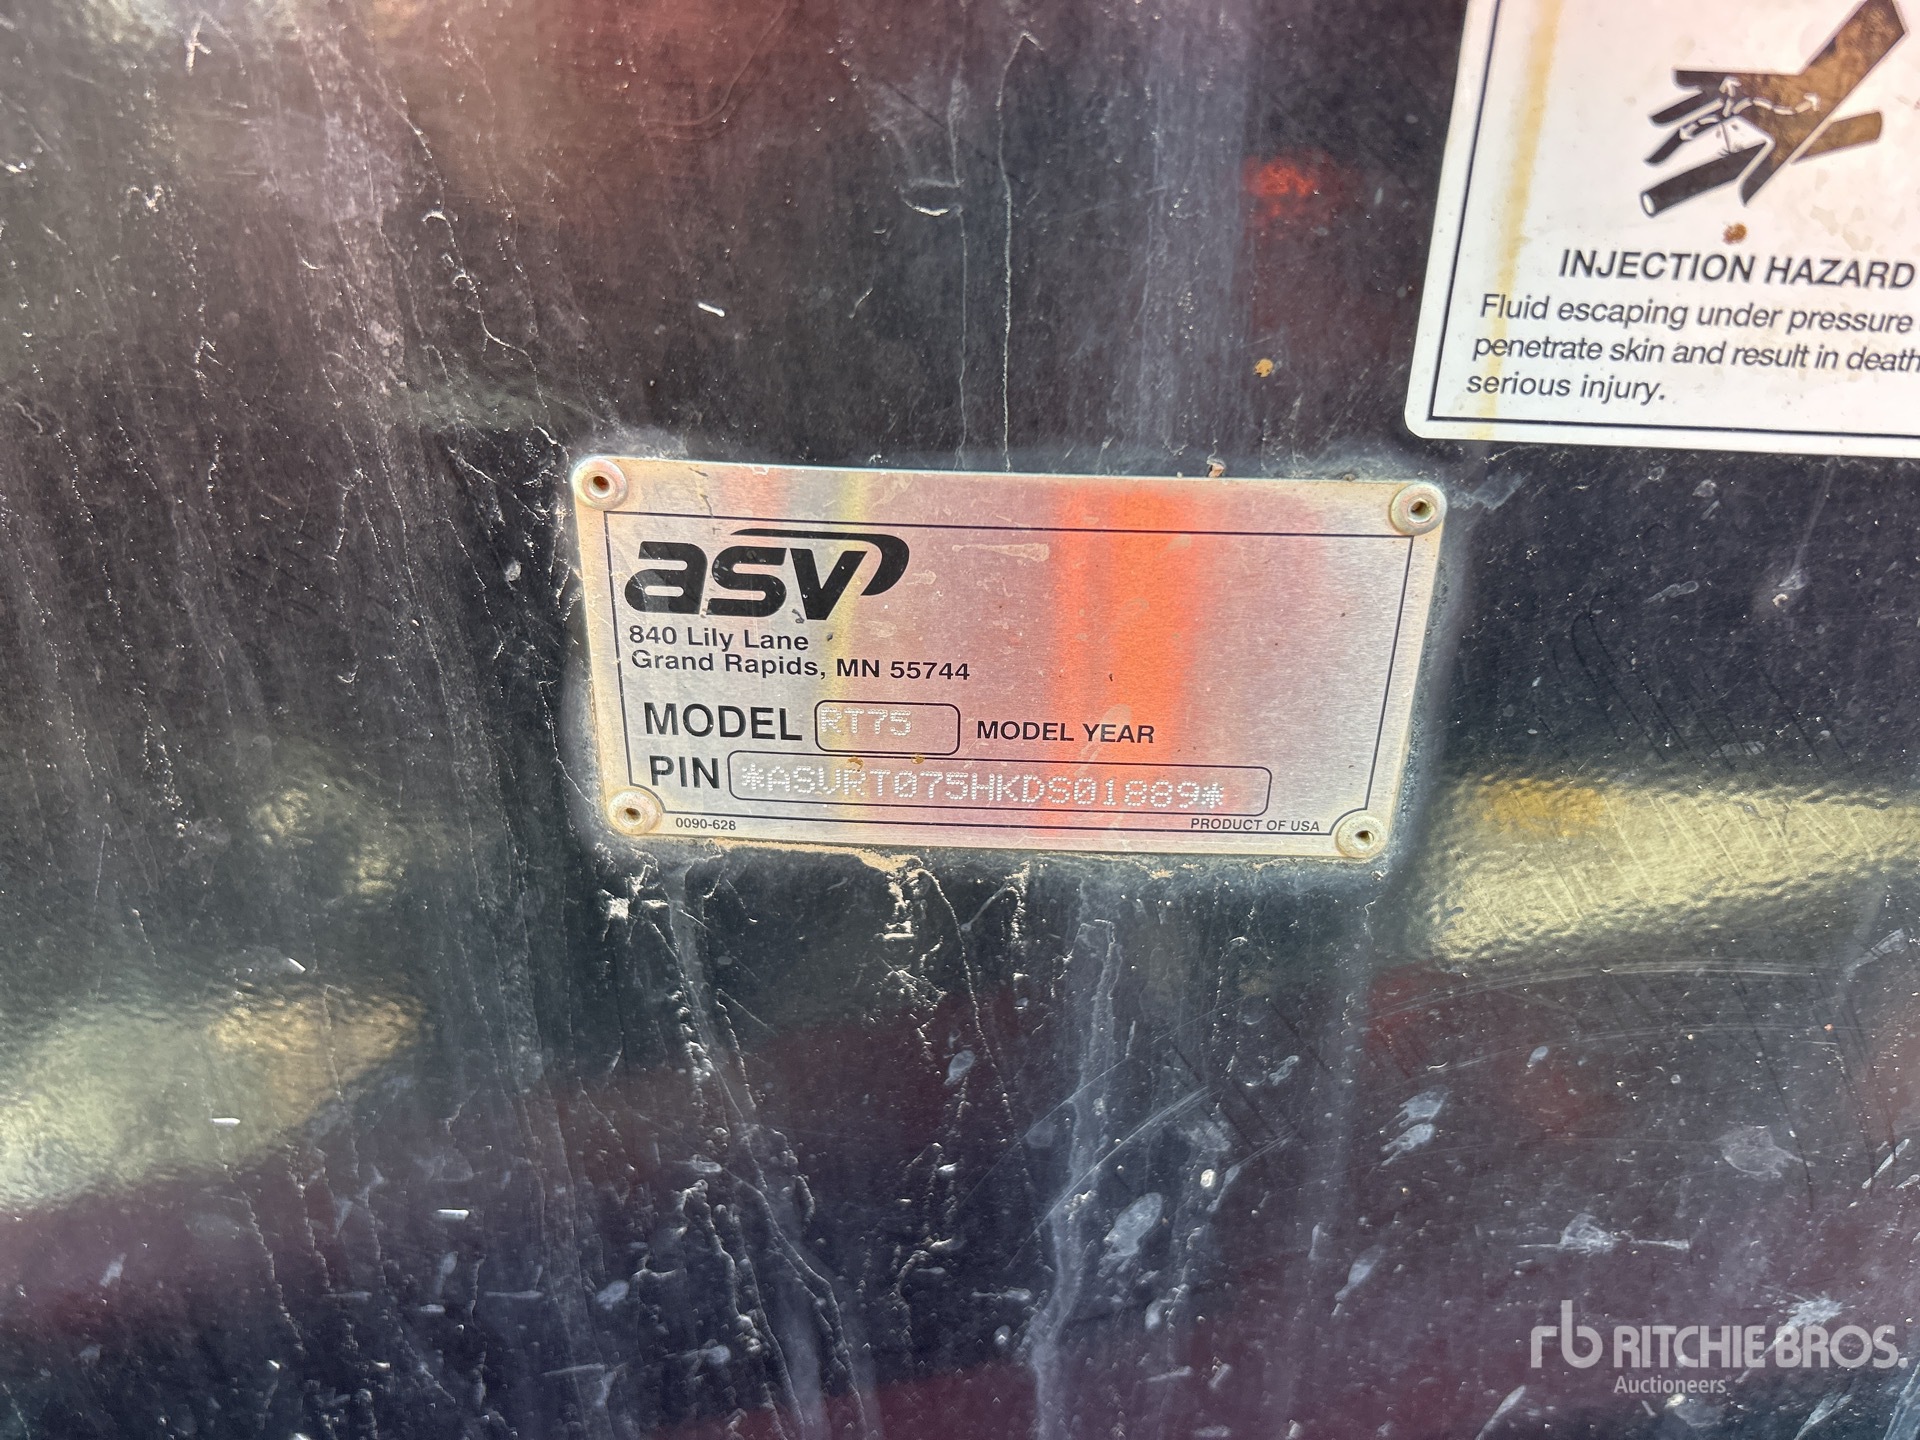 INJECTION HAZARD
Fluid escaping under pressure
penetrate skin and result in death
serious injury.
asv
840 Lily Lane
Grand Rapids, MN 55744
MODEL RT75 MODEL YEAR
PIN *ASVRT075HKDS01889*
0090-628 PRODUCT OF USA
rb RITCHIE BROS.
Auctioneers